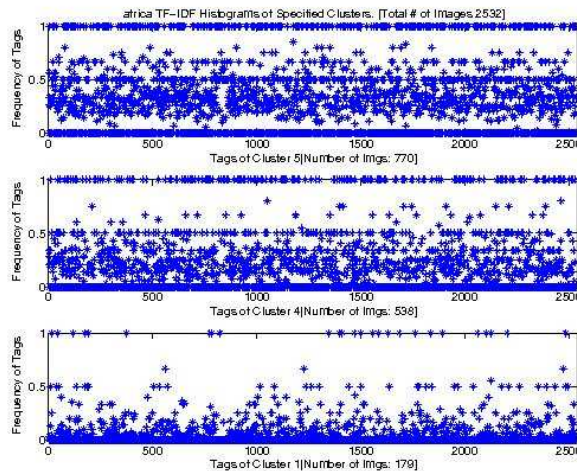 africa TF-IDF Histograms of Specified Clusters. [Total # of Images 2532]
Frequency of Tags
1
0.5
0
0 500 1000 1500 2000 2500
Tags of Cluster 5|Number of Imgs: 770]
Frequency of Tags
1
0.5
0
0 500 1000 1500 2000 2500
Tags of Cluster 4|Number of Imgs: 538]
Frequency of Tags
1
0.5
0
0 500 1000 1500 2000 2500
Tags of Cluster 1|Number of Imgs: 179]